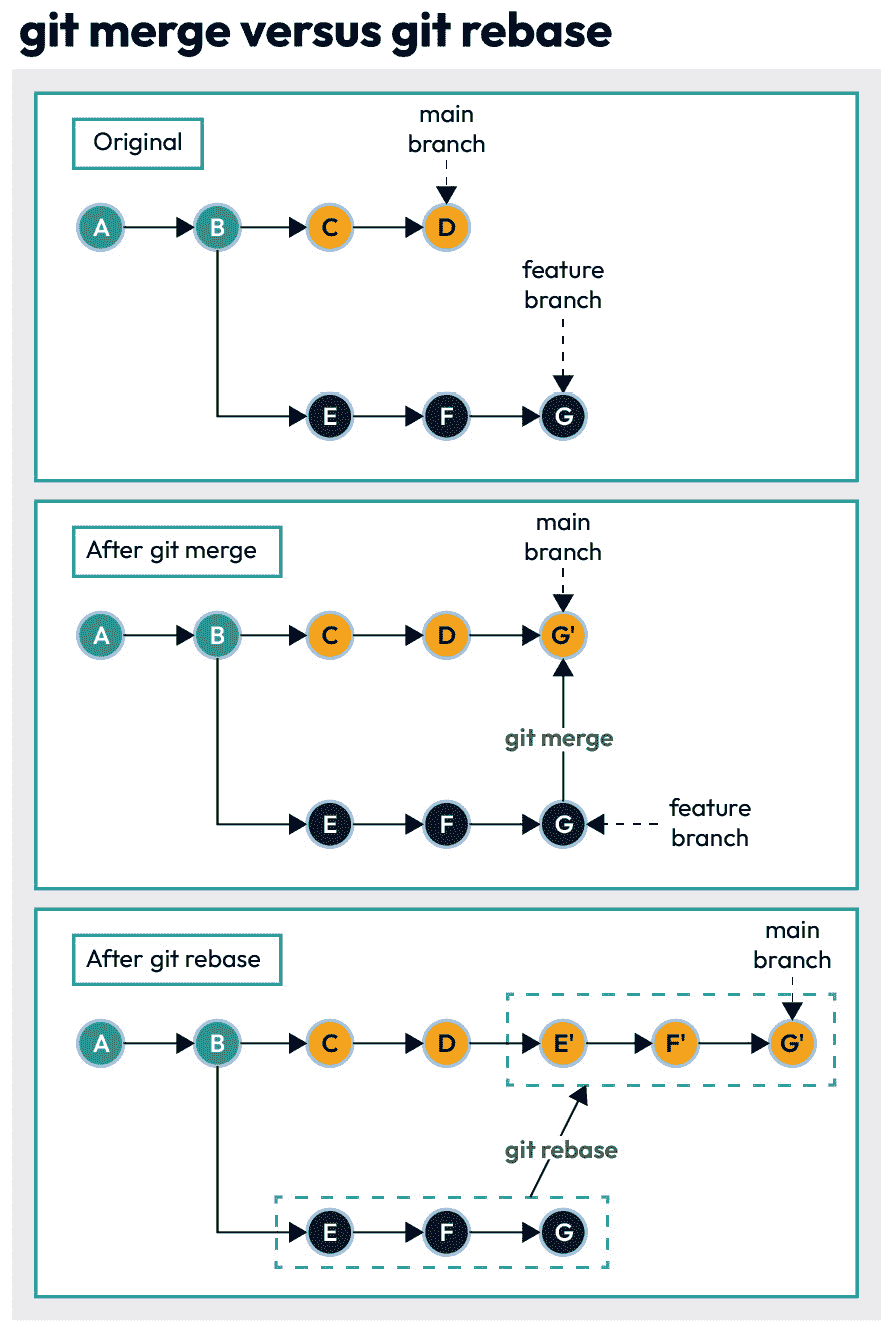 git merge versus git rebase
Original
main
branch
A
B
C
D
feature
branch
E
F
G
After git merge
main
branch
A
B
C
D
G'
git merge
E
F
G
feature
branch
After git rebase
main
branch
A
B
C
D
E'
F'
G'
git rebase
E
F
G